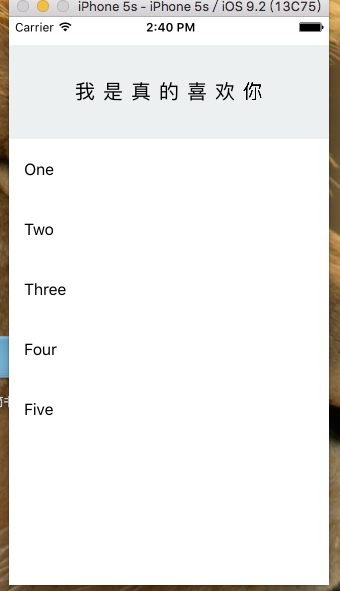 iPhone 5s - iPhone 5s / iOS 9.2 (13C75)
Carrier 2:40 PM
我是真的喜欢你
One
Two
Three
Four
Five